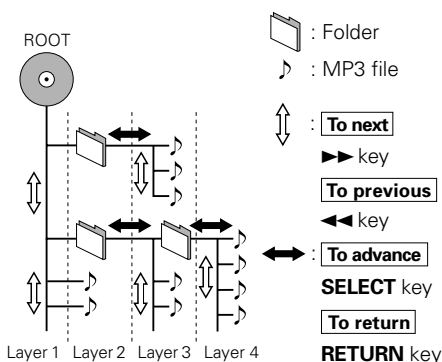 ROOT
: Folder
: MP3 file
: To next
►► key
To previous
◄◄ key
: To advance
SELECT key
To return
RETURN key
Layer 1 Layer 2 Layer 3 Layer 4